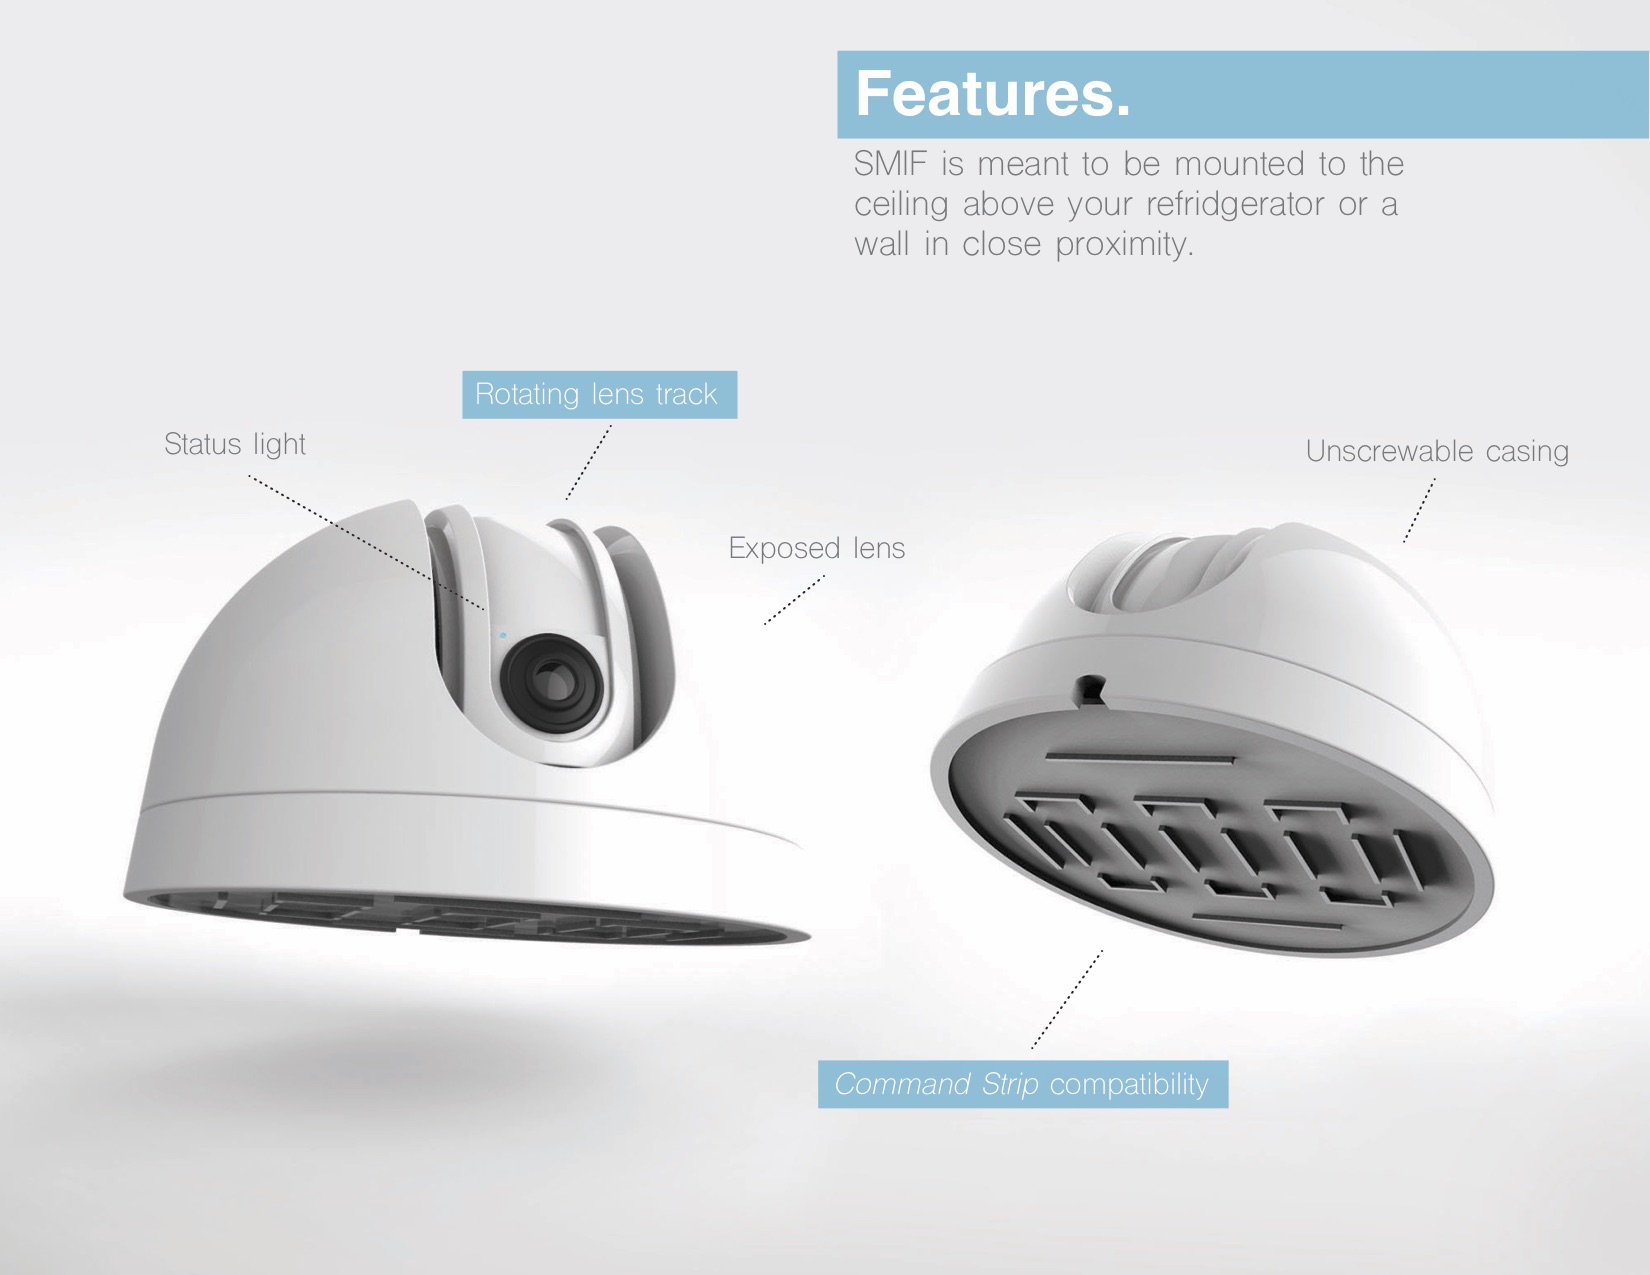 Features.
SMIF is meant to be mounted to the
ceiling above your refridgerator or a
wall in close proximity.
Rotating lens track
Status light
Unscrewable casing
Exposed lens
Command Strip compatibility